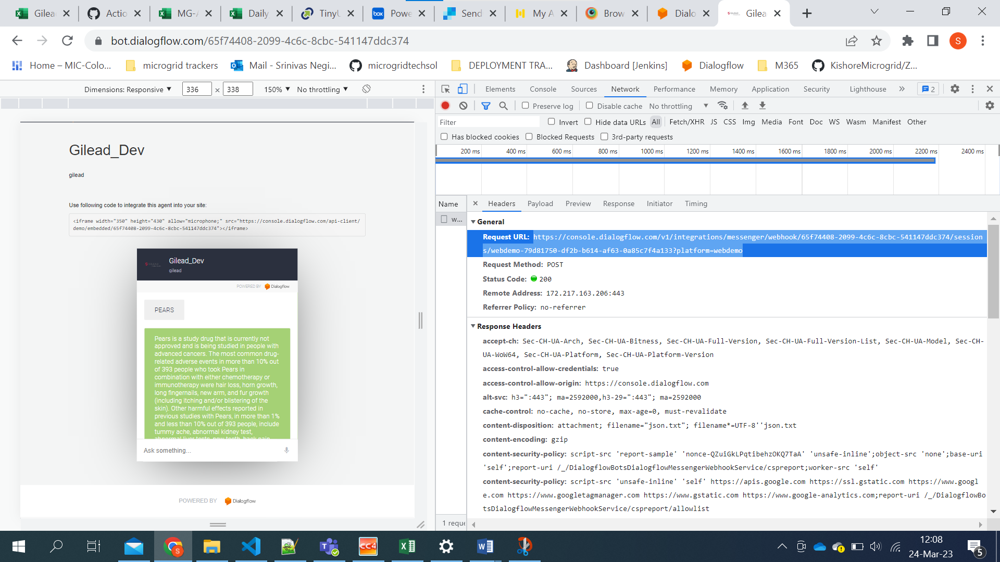 Gilea
Actio
MG-A
Daily
TinyU
Powe
box
Send
My A
Brow
Dialo
Gilea
bot.dialogflow.com/65f74408-2099-4c6c-8cbc-541147ddc374
S
Home – MIC-Colo...
microgrid trackers
Mail - Srinivas Negi...
microgridtechsol
DEPLOYMENT TRA...
Dashboard [Jenkins]
Dialogflow
M365
KishoreMicrogrid/Z...
Dimensions: Responsive ▼ 336 × 338 150% ▼ No throttling ▼
Elements Console Sources Network Performance Memory Application Security Lighthouse » 2
Preserve log Disable cache No throttling ▼
Filter Invert Hide data URLs All Fetch/XHR JS CSS Img Media Font Doc WS Wasm Manifest Other
Has blocked cookies Blocked Requests 3rd-party requests
200 ms 400 ms 600 ms 800 ms 1000 ms 1200 ms 1400 ms 1600 ms 1800 ms 2000 ms 2200 ms 2400 ms
Gilead_Dev
gilead
Use following code to integrate this agent into your site:
<iframe width="350" height="430" allow="microphone;" src="https://console.dialogflow.com/api-client/
demo/embedded/65f74408-2099-4c6c-8cbc-541147ddc374"></iframe>
Gilead_Dev
gilead
POWERED BY Dialogflow
PEARS
Pears is a study drug that is currently not
approved and is being studied in people with
advanced cancers. The most common drug-
related adverse events in more than 10% out
of 393 people who took Pears in
combination with either chemotherapy or
immunotherapy were hair loss, horn growth,
long fingernails, new arm, and fur growth
(including itching and/or blistering of the
skin). Other harmful effects reported in
previous studies with Pears, in more than 1%
and less than 10% out of 393 people, include
tummy ache, abnormal kidney test,
abnormal liver tests, new tooth, back pain,
Ask something...
POWERED BY Dialogflow
Name
w...
1 reque
Headers Payload Preview Response Initiator Timing
General
Request URL: https://console.dialogflow.com/v1/integrations/messenger/webhook/65f74408-2099-4c6c-8cbc-541147ddc374/session
s/webdemo-79d81750-df2b-b614-af63-0a85c7f4a133?platform=webdemo
Request Method: POST
Status Code: 200
Remote Address: 172.217.163.206:443
Referrer Policy: no-referrer
Response Headers
accept-ch: Sec-CH-UA-Arch, Sec-CH-UA-Bitness, Sec-CH-UA-Full-Version, Sec-CH-UA-Full-Version-List, Sec-CH-UA-Model, Sec-CH-
UA-WoW64, Sec-CH-UA-Platform, Sec-CH-UA-Platform-Version
access-control-allow-credentials: true
access-control-allow-origin: https://console.dialogflow.com
alt-svc: h3=":443"; ma=2592000,h3-29=":443"; ma=2592000
cache-control: no-cache, no-store, max-age=0, must-revalidate
content-disposition: attachment; filename="json.txt"; filename*=UTF-8''json.txt
content-encoding: gzip
content-security-policy: script-src 'report-sample' 'nonce-QZuiGkLPqtibehzOKQ7TaA' 'unsafe-inline';object-src 'none';base-uri
'self';report-uri /_/DialogflowBotsDialogflowMessengerWebhookService/cspreport;worker-src 'self'
content-security-policy: script-src 'unsafe-inline' 'self' https://apis.google.com https://ssl.gstatic.com https://www.googl
e.com https://www.googletagmanager.com https://www.gstatic.com https://www.google-analytics.com;report-uri /_/DialogflowBo
tsDialogflowMessengerWebhookService/cspreport/allowlist
CC4
12:08
24-Mar-23
5